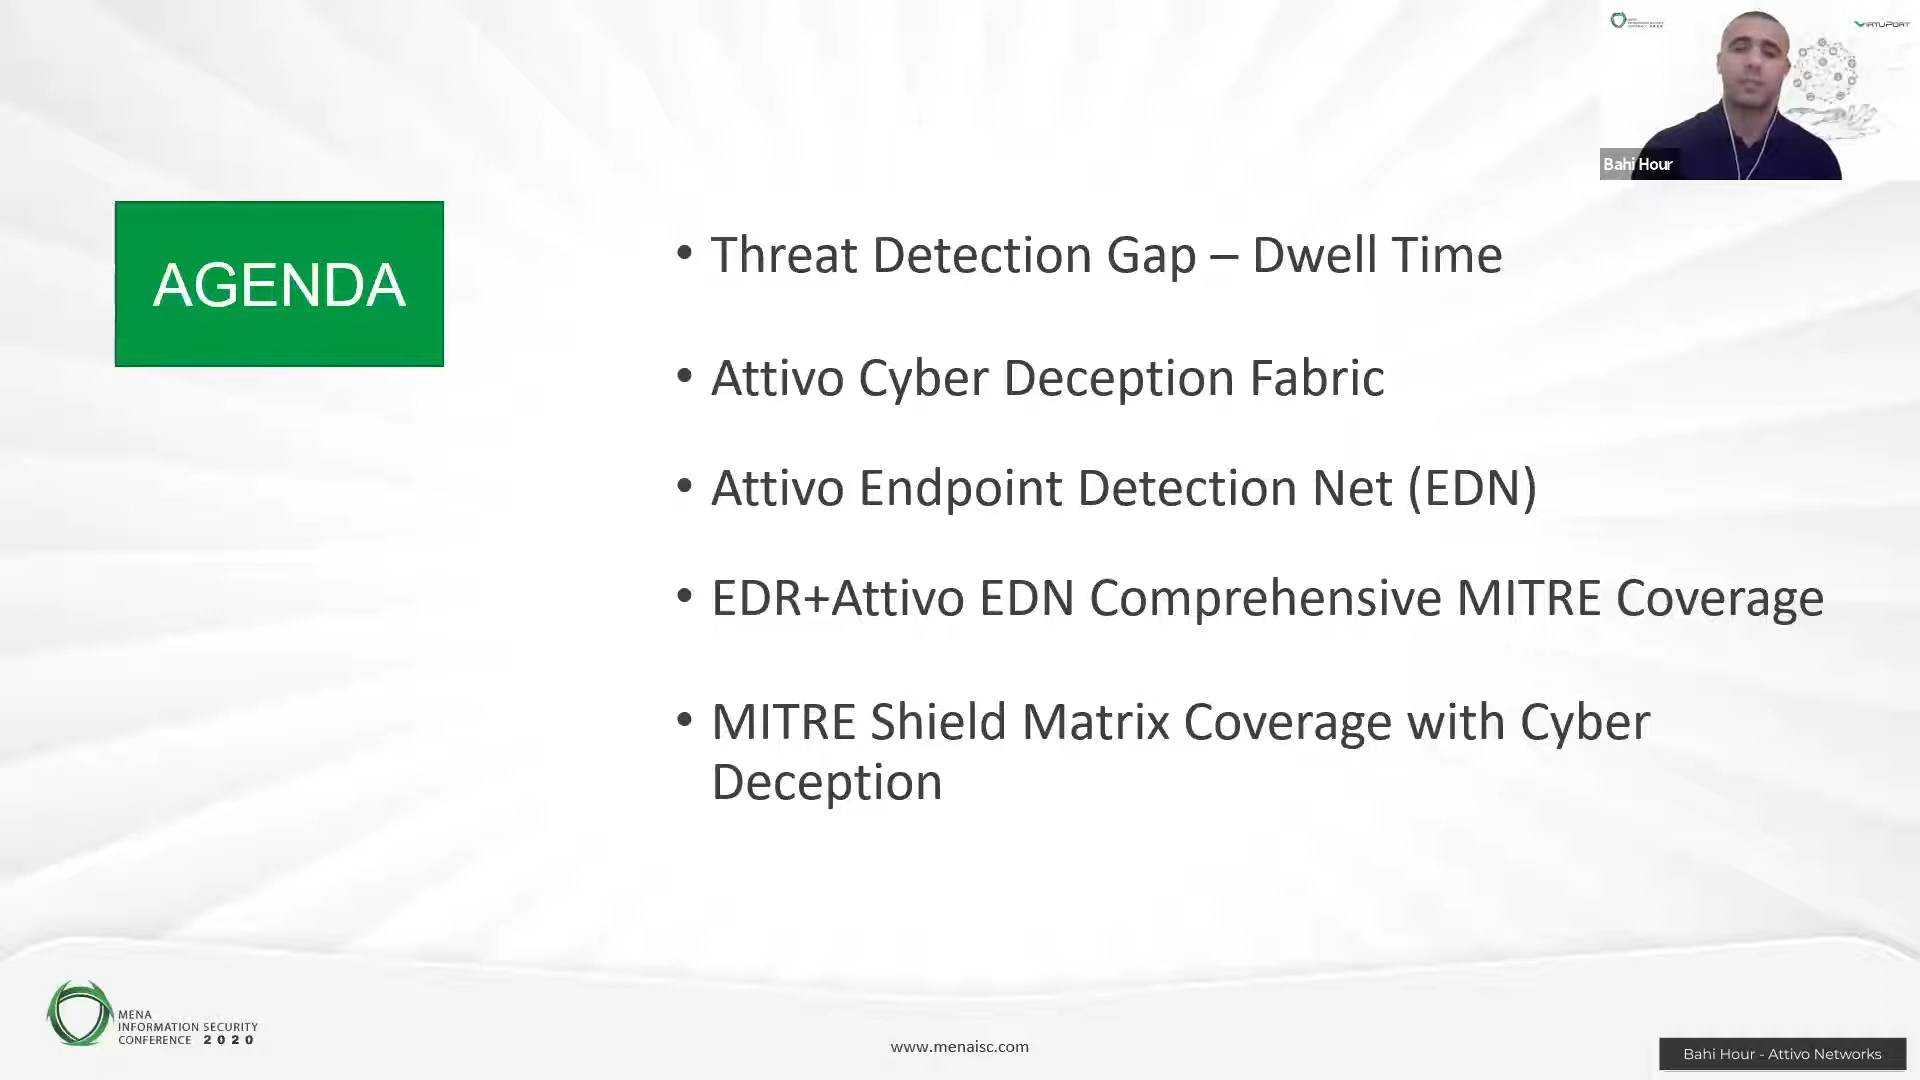 VIRTUPORT
Bahi Hour
AGENDA
• Threat Detection Gap – Dwell Time
• Attivo Cyber Deception Fabric
• Attivo Endpoint Detection Net (EDN)
• EDR+Attivo EDN Comprehensive MITRE Coverage
• MITRE Shield Matrix Coverage with Cyber
Deception
MENA
INFORMATION SECURITY
CONFERENCE 2020
www.menaisc.com
Bahi Hour - Attivo Networks